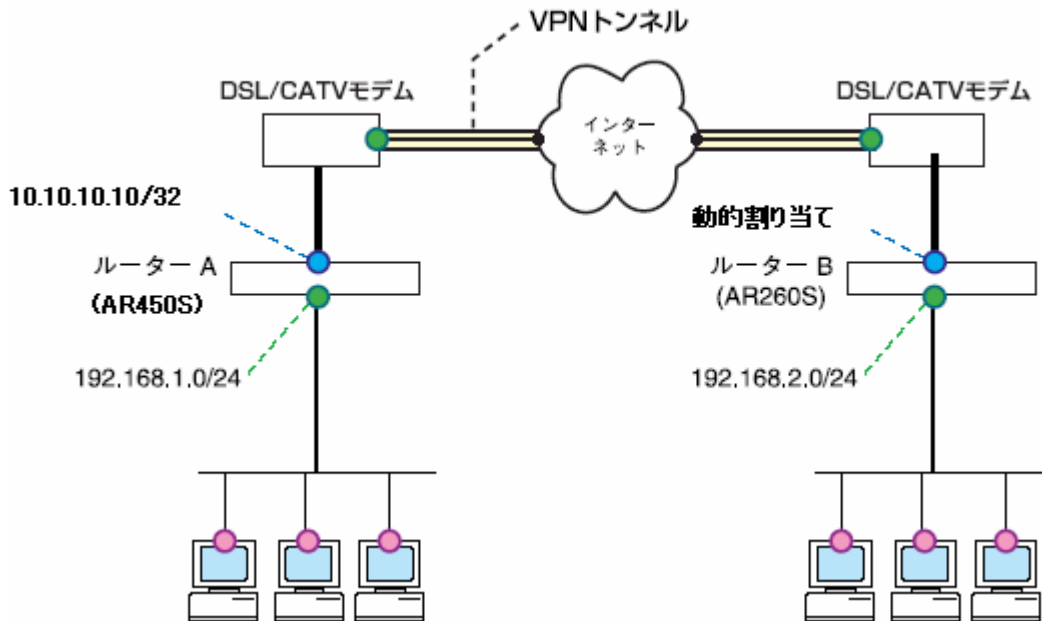 VPNトンネル
DSL/CATVモデム
DSL/CATVモデム
インター
ネット
10.10.10.10/32
動的割り当て
ルーター A
(AR450S)
ルーター B
(AR260S)
192.168.1.0/24
192.168.2.0/24